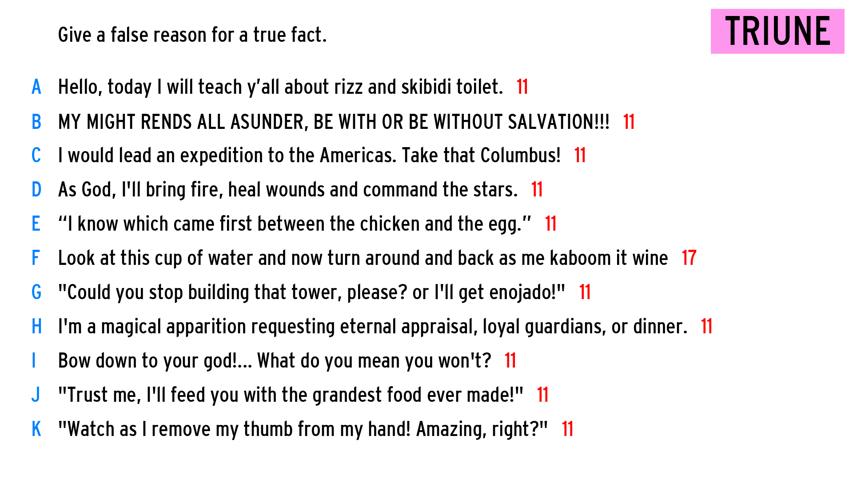 Give a false reason for a true fact.
TRIUNE
A Hello, today I will teach y'all about rizz and skibidi toilet. 11
B MY MIGHT RENDS ALL ASUNDER, BE WITH OR BE WITHOUT SALVATION!!! 11
C I would lead an expedition to the Americas. Take that Columbus! 11
D As God, I'll bring fire, heal wounds and command the stars. 11
E “I know which came first between the chicken and the egg.” 11
F Look at this cup of water and now turn around and back as me kaboom it wine 17
G "Could you stop building that tower, please? or I'll get enojado!" 11
H I'm a magical apparition requesting eternal appraisal, loyal guardians, or dinner. 11
I Bow down to your god!... What do you mean you won't? 11
J "Trust me, I'll feed you with the grandest food ever made!" 11
K "Watch as I remove my thumb from my hand! Amazing, right?" 11